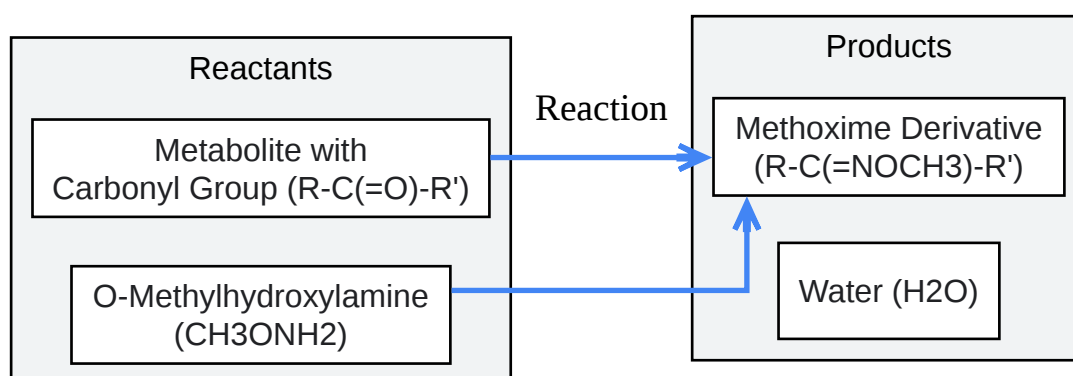 Reactants
Metabolite with
Carbonyl Group (R-C(=O)-R')
O-Methylhydroxylamine
(CH3ONH2)
Reaction
Products
Methoxime Derivative
(R-C(=NOCH3)-R')
Water (H2O)